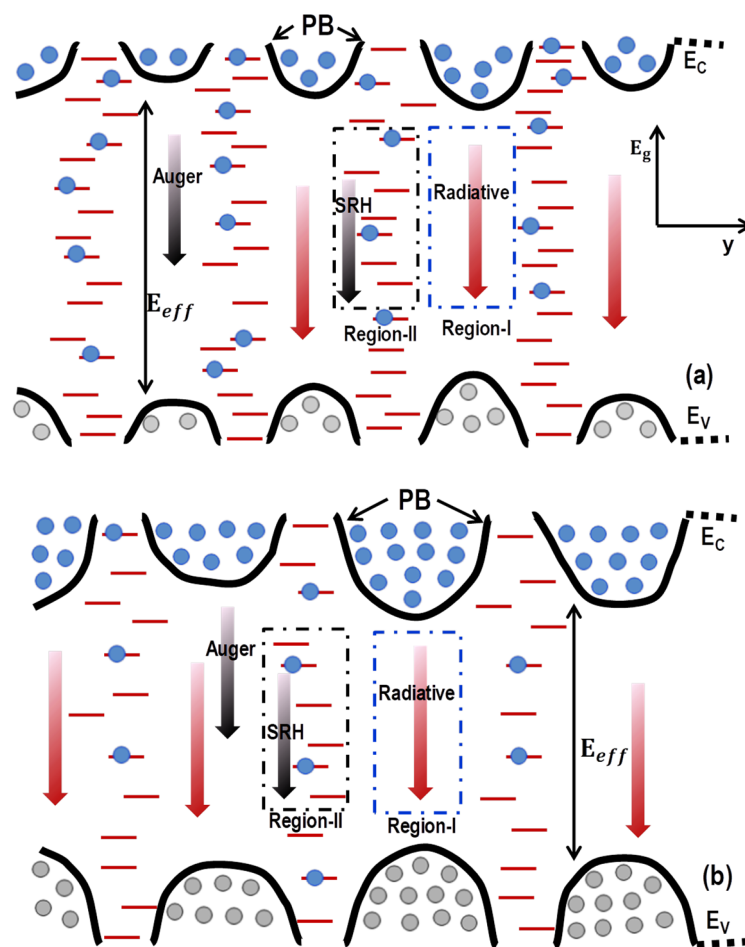 PB
E_C
E_g
Auger
SRH
Radiative
y
E_eff
Region-II
Region-I
(a)
E_V
PB
E_C
Auger
Radiative
SRH
E_eff
Region-II
Region-I
(b)
E_V